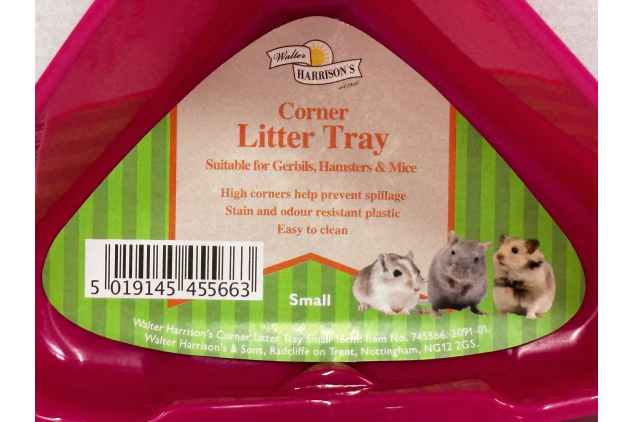 Walter
HARRISON'S
Corner
Litter Tray
Suitable for Gerbils, Hamsters & Mice
High corners help prevent spillage
Stain and odour resistant plastic
Easy to clean
5 019145 455663
Small
Walter Harrison's Corner Litter Tray Small 16cm. Item No. 745566. 2091-01.
Walter Harrison's & Sons, Radcliffe on Trent, Nottingham, NG12 2GS.